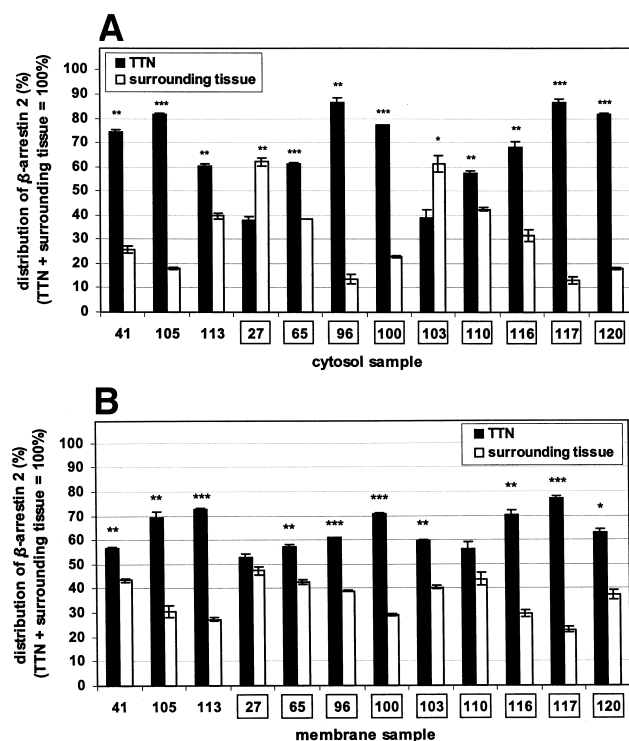 A
distribution of β-arrestin 2 (%)
(TTN + surrounding tissue = 100%)
TTN
surrounding tissue
100
90
80
70
60
50
40
30
20
10
0
** *** ** ** *** ** *** * ** ** *** ***
41 105 113 27 65 96 100 103 110 116 117 120
cytosol sample
B
distribution of β-arrestin 2 (%)
(TTN + surrounding tissue = 100%)
TTN
surrounding tissue
100
90
80
70
60
50
40
30
20
10
0
** ** *** ** *** *** ** ** *** *
41 105 113 27 65 96 100 103 110 116 117 120
membrane sample